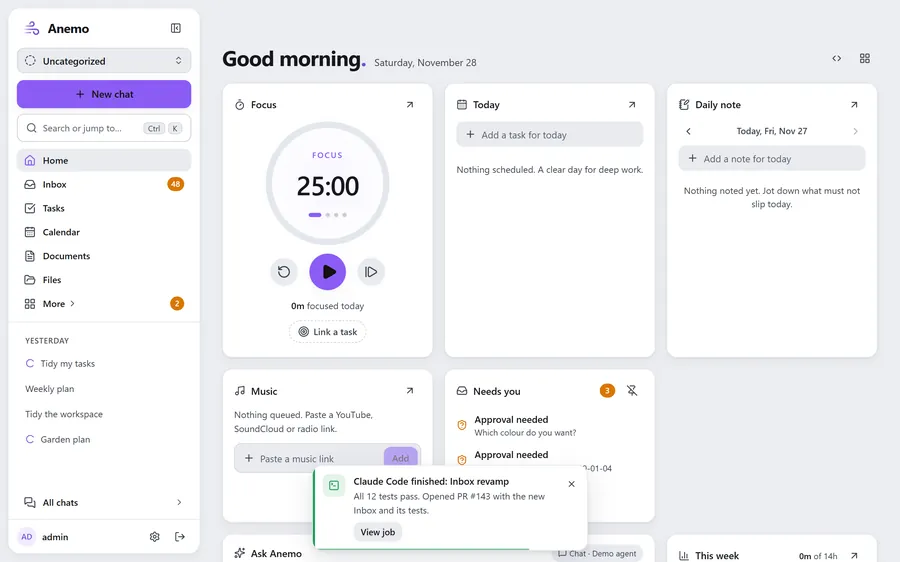 Anemo
Uncategorized
New chat
Search or jump to... Ctrl K
Home
Inbox 48
Tasks
Calendar
Documents
Files
More 2
YESTERDAY
Tidy my tasks
Weekly plan
Tidy the workspace
Garden plan
All chats
AD admin
Good morning. Saturday, November 28
Focus
FOCUS
25:00
0m focused today
Link a task
Today
Add a task for today
Nothing scheduled. A clear day for deep work.
Daily note
Today, Fri, Nov 27
Add a note for today
Nothing noted yet. Jot down what must not
slip today.
Music
Nothing queued. Paste a YouTube,
SoundCloud or radio link.
Paste a music link Add
Needs you 3
Approval needed
Which colour do you want?
Approval needed
0-01-04
Claude Code finished: Inbox revamp
All 12 tests pass. Opened PR #143 with the new
Inbox and its tests.
View job
Ask Anemo
Chat · Demo agent
This week 0m of 14h